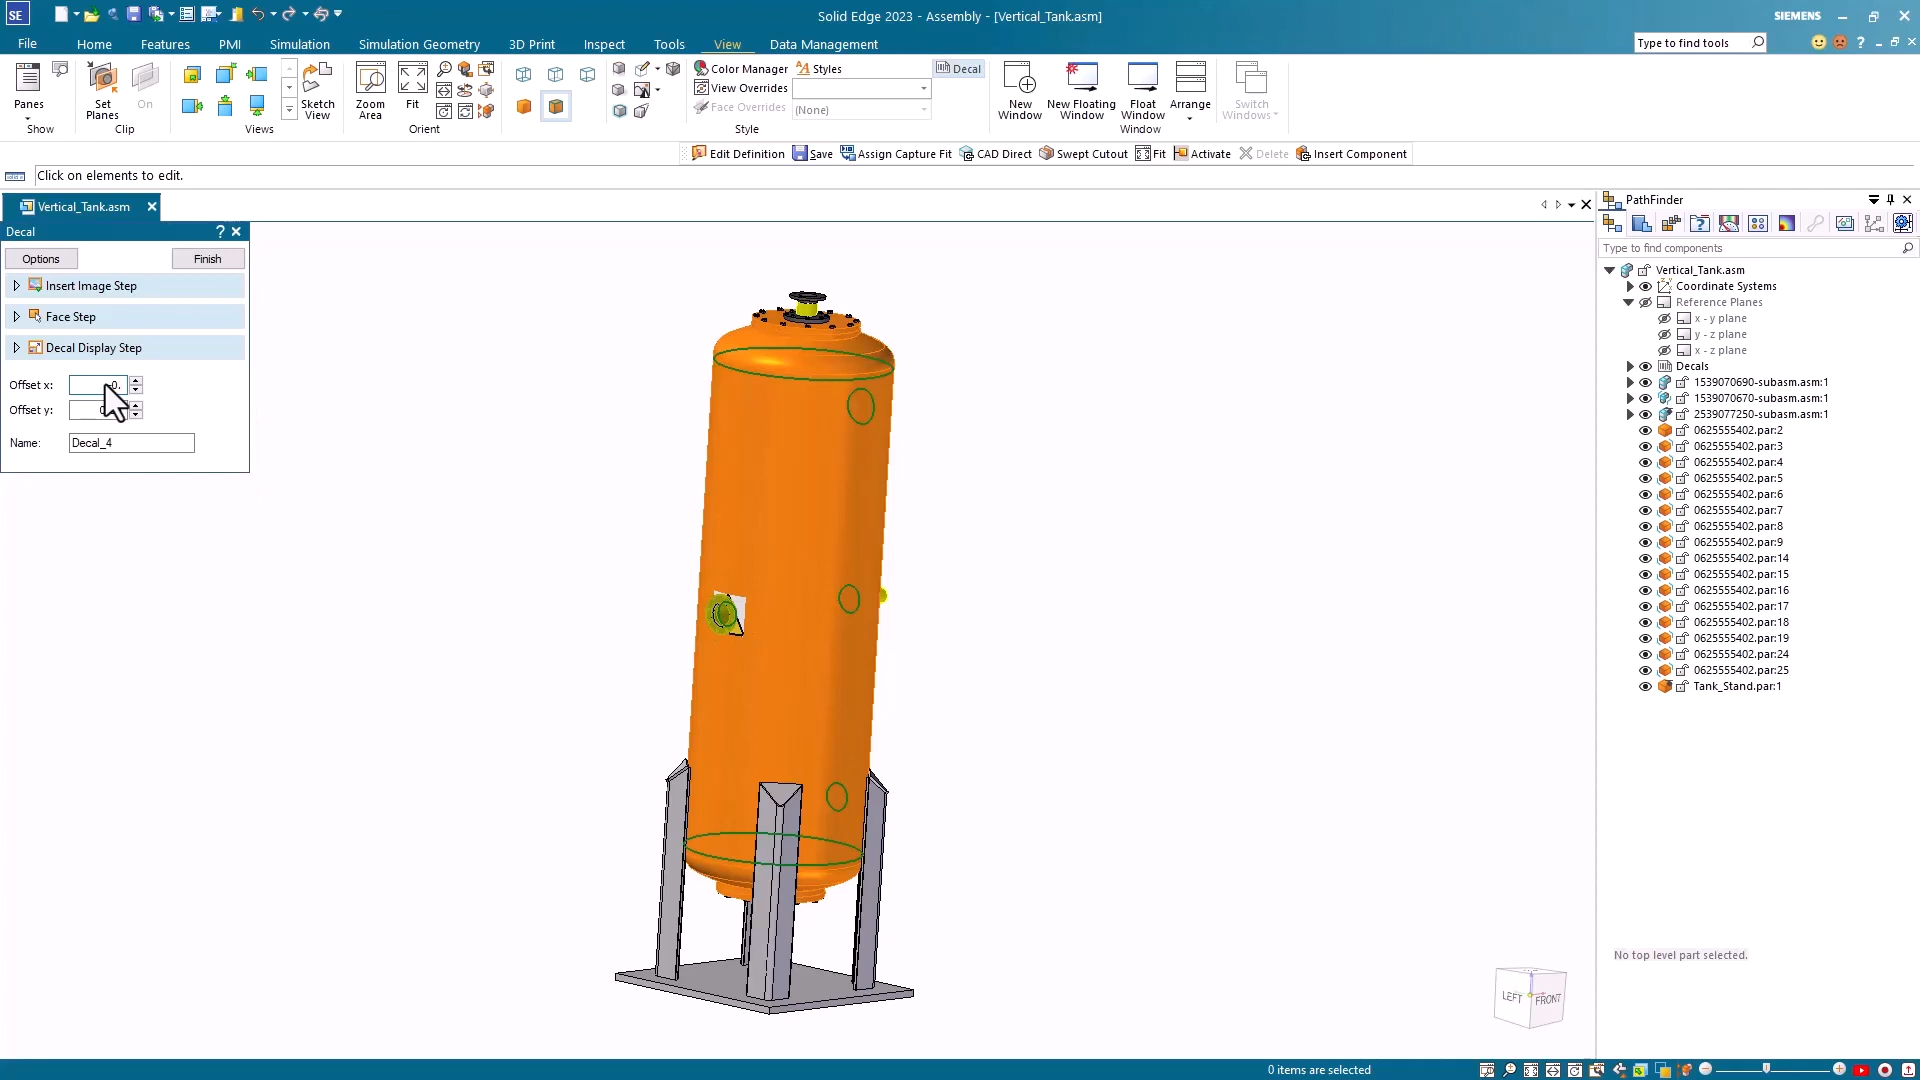 SE
Solid Edge 2023 - Assembly - [Vertical_Tank.asm]
SIEMENS
File Home Features PMI Simulation Simulation Geometry 3D Print Inspect Tools View Data Management
Type to find tools
Panes
Show
Set Planes
On
Clip
Views
Sketch View
Zoom Area
Fit
Orient
Color Manager
Styles
View Overrides
Face Overrides
(None)
Style
Decal
New Window
New Floating Window
Float Window
Arrange
Switch Windows
Window
Edit Definition Save Assign Capture Fit CAD Direct Swept Cutout Fit Activate Delete Insert Component
Click on elements to edit.
Vertical_Tank.asm
Decal
Options
Finish
Insert Image Step
Face Step
Decal Display Step
Offset x:
Offset y:
Name: Decal_4
LEFT
FRONT
PathFinder
Type to find components
Vertical_Tank.asm
Coordinate Systems
Reference Planes
x - y plane
y - z plane
x - z plane
Decals
1539070690-subasm.asm:1
1539070670-subasm.asm:1
2539077250-subasm.asm:1
0625555402.par:2
0625555402.par:3
0625555402.par:4
0625555402.par:5
0625555402.par:6
0625555402.par:7
0625555402.par:8
0625555402.par:9
0625555402.par:14
0625555402.par:15
0625555402.par:16
0625555402.par:17
0625555402.par:18
0625555402.par:19
0625555402.par:24
0625555402.par:25
Tank_Stand.par:1
No top level part selected.
0 items are selected